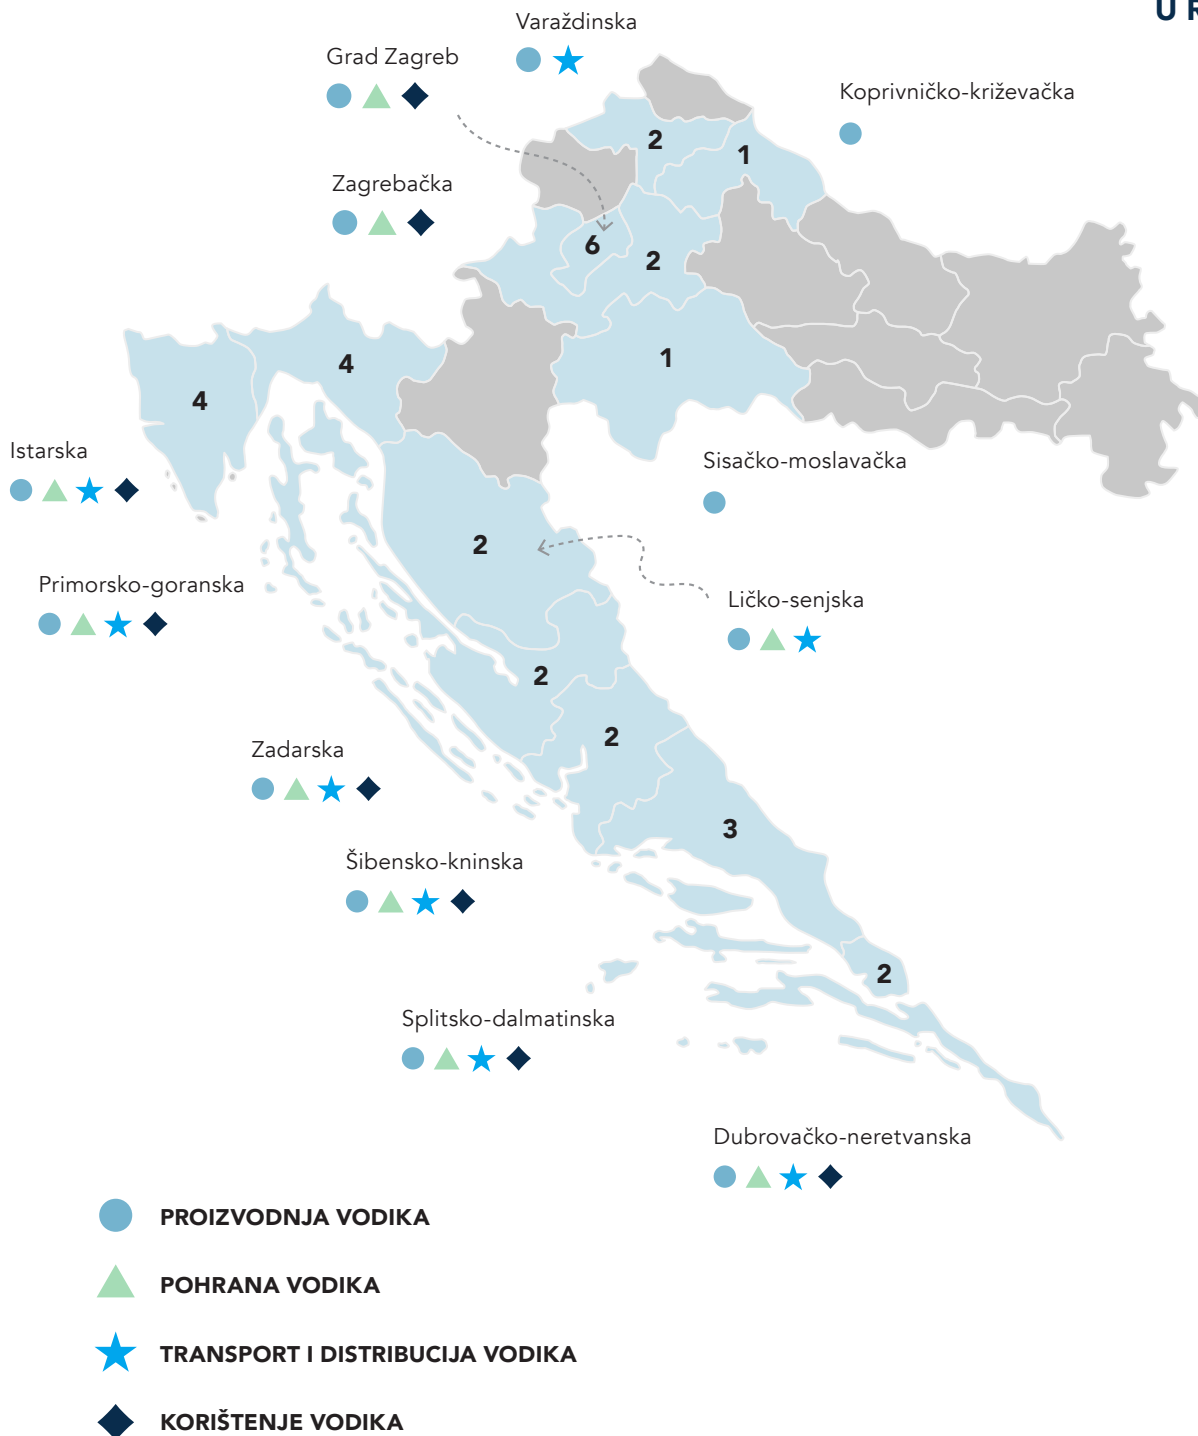 U R
Varaždinska
Grad Zagreb
Koprivničko-križevačka
2
1
Zagrebačka
6
2
4
1
4
Istarska
Sisačko-moslavačka
2
Primorsko-goranska
Ličko-senjska
2
2
Zadarska
3
Šibensko-kninska
2
Splitsko-dalmatinska
Dubrovačko-neretvanska
PROIZVODNJA VODIKA
POHRANA VODIKA
TRANSPORT I DISTRIBUCIJA VODIKA
KORIŠTENJE VODIKA